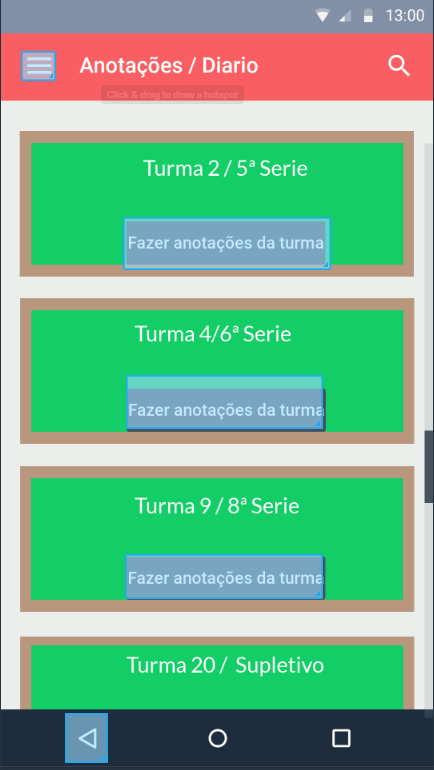 13:00
Anotações / Diario
Click & drag to draw a hotspot
Turma 2 / 5ª Serie
Fazer anotações da turma
Turma 4/6ª Serie
Fazer anotações da turma
Turma 9 / 8ª Serie
Fazer anotações da turma
Turma 20 / Supletivo